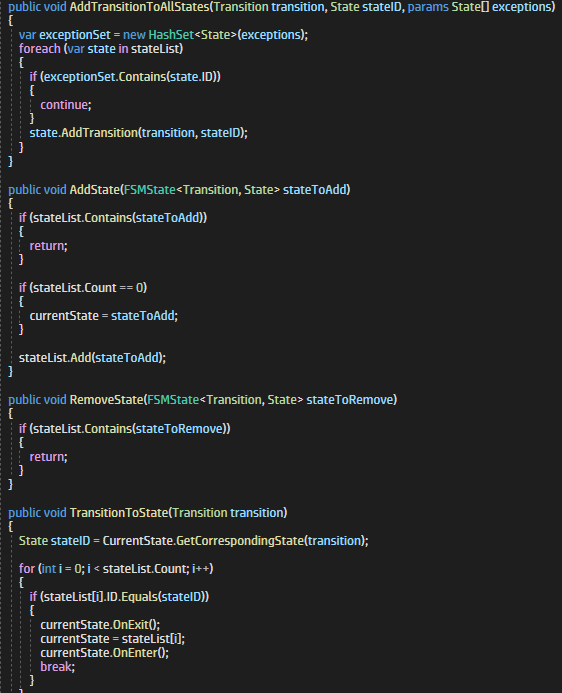 public void AddTransitionToAllStates(Transition transition, State stateID, params State[] exceptions)
{
var exceptionSet = new HashSet<State>(exceptions);
foreach (var state in stateList)
{
if (exceptionSet.Contains(state.ID))
{
continue;
}
state.AddTransition(transition, stateID);
}
}
public void AddState(FSMState<Transition, State> stateToAdd)
{
if (stateList.Contains(stateToAdd))
{
return;
}
if (stateList.Count == 0)
{
currentState = stateToAdd;
}
stateList.Add(stateToAdd);
}
public void RemoveState(FSMState<Transition, State> stateToRemove)
{
if (stateList.Contains(stateToRemove))
{
return;
}
}
public void TransitionToState(Transition transition)
{
State stateID = CurrentState.GetCorrespondingState(transition);
for (int i = 0; i < stateList.Count; i++)
{
if (stateList[i].ID.Equals(stateID))
{
currentState.OnExit();
currentState = stateList[i];
currentState.OnEnter();
break;
}
}